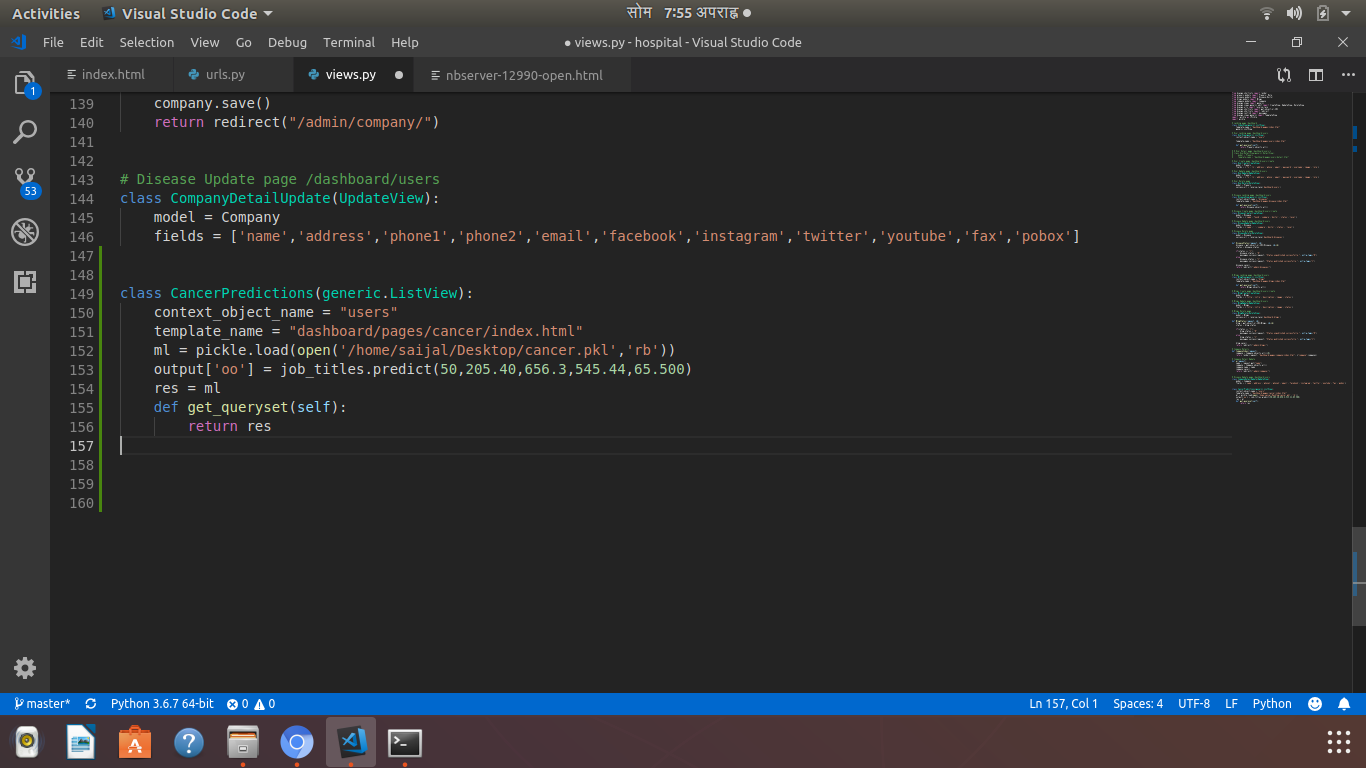 Activities Visual Studio Code सोम 7:55 अपराह्न
File Edit Selection View Go Debug Terminal Help ● views.py - hospital - Visual Studio Code
index.html urls.py views.py nbserver-12990-open.html
139 company.save()
140 return redirect("/admin/company/")
141
142
143 # Disease Update page /dashboard/users
144 class CompanyDetailUpdate(UpdateView):
145 model = Company
146 fields = ['name','address','phone1','phone2','email','facebook','instagram','twitter','youtube','fax','pobox']
147
148
149 class CancerPredictions(generic.ListView):
150 context_object_name = "users"
151 template_name = "dashboard/pages/cancer/index.html"
152 ml = pickle.load(open('/home/saijal/Desktop/cancer.pkl','rb'))
153 output['oo'] = job_titles.predict(50,205.40,656.3,545.44,65.500)
154 res = ml
155 def get_queryset(self):
156 return res
157
158
159
160
1
53
master* Python 3.6.7 64-bit 0 0 Ln 157, Col 1 Spaces: 4 UTF-8 LF Python